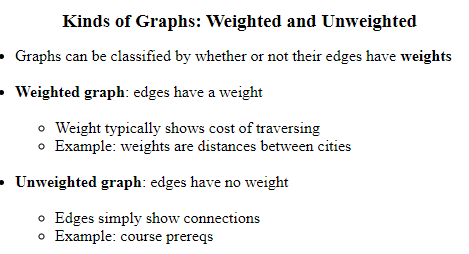 Kinds of Graphs: Weighted and Unweighted
Graphs can be classified by whether or not their edges have weights
Weighted graph: edges have a weight
Weight typically shows cost of traversing
Example: weights are distances between cities
Unweighted graph: edges have no weight
Edges simply show connections
Example: course prereqs